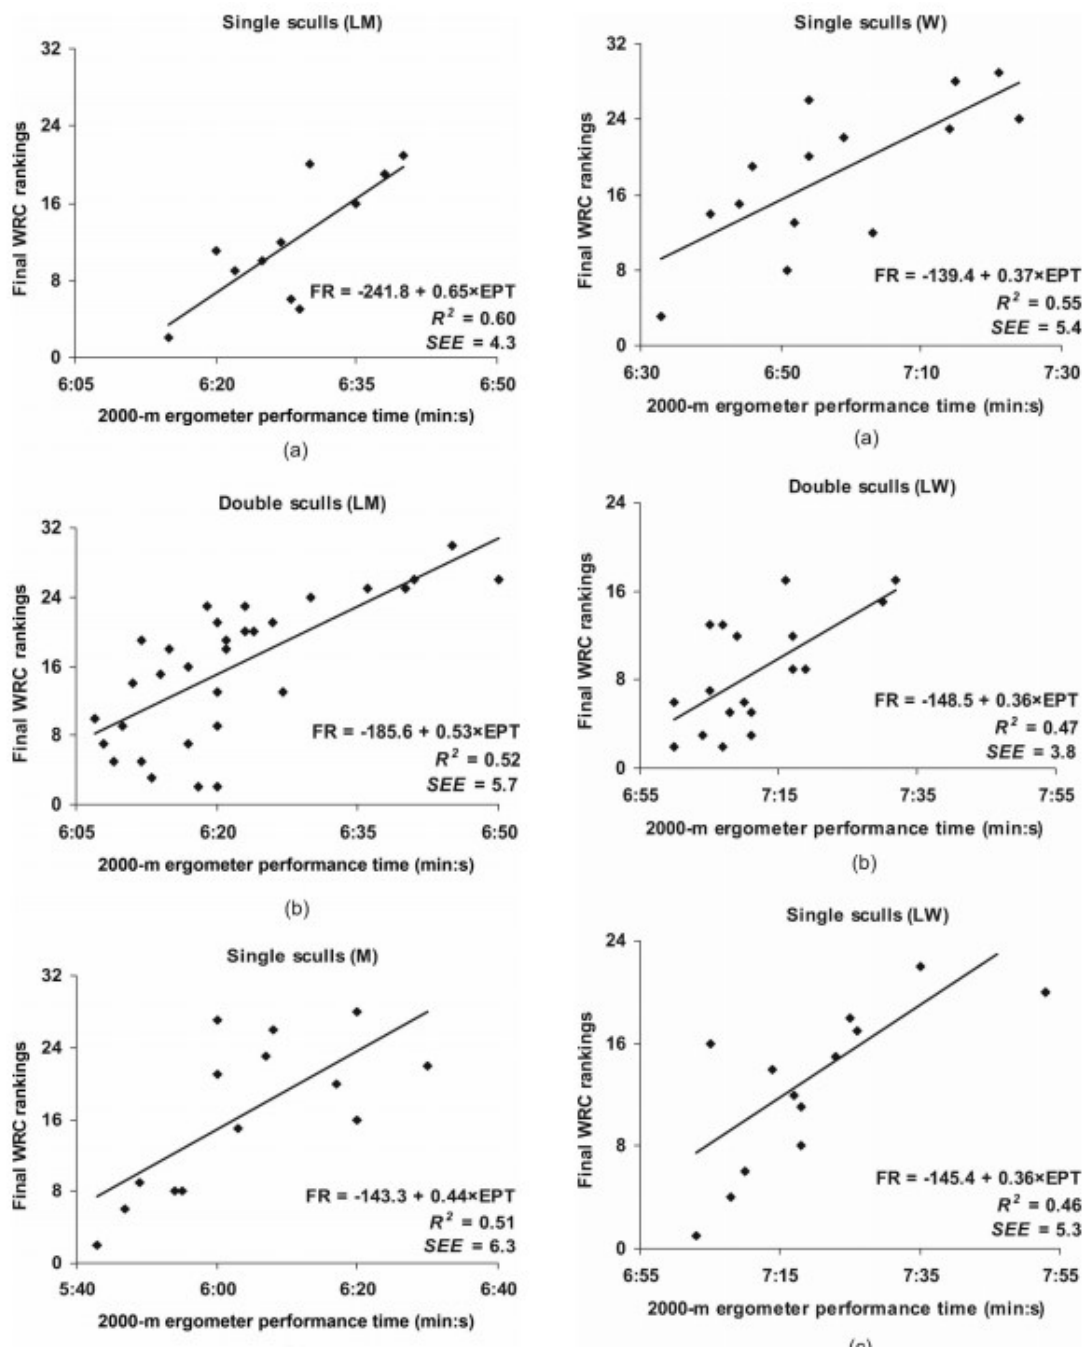 Single sculls (LM)
Final WRC rankings
32
24
16
8
0
FR = -241.8 + 0.65×EPT
R² = 0.60
SEE = 4.3
6:05 6:20 6:35 6:50
2000-m ergometer performance time (min:s)
(a)
Double sculls (LM)
Final WRC rankings
32
24
16
8
0
FR = -185.6 + 0.53×EPT
R² = 0.52
SEE = 5.7
6:05 6:20 6:35 6:50
2000-m ergometer performance time (min:s)
(b)
Single sculls (M)
Final WRC rankings
32
24
16
8
0
FR = -143.3 + 0.44×EPT
R² = 0.51
SEE = 6.3
5:40 6:00 6:20 6:40
2000-m ergometer performance time (min:s)
Single sculls (W)
Final WRC rankings
32
24
16
8
0
FR = -139.4 + 0.37×EPT
R² = 0.55
SEE = 5.4
6:30 6:50 7:10 7:30
2000-m ergometer performance time (min:s)
(a)
Double sculls (LW)
Final WRC rankings
24
16
8
0
FR = -148.5 + 0.36×EPT
R² = 0.47
SEE = 3.8
6:55 7:15 7:35 7:55
2000-m ergometer performance time (min:s)
(b)
Single sculls (LW)
Final WRC rankings
24
16
8
0
FR = -145.4 + 0.36×EPT
R² = 0.46
SEE = 5.3
6:55 7:15 7:35 7:55
2000-m ergometer performance time (min:s)